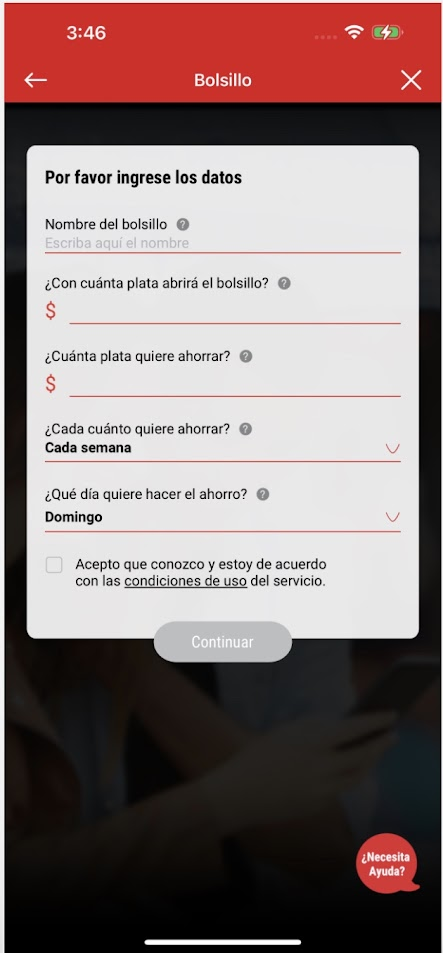 3:46
Bolsillo
Por favor ingrese los datos
Nombre del bolsillo ?
Escriba aquí el nombre
¿Con cuánta plata abrirá el bolsillo? ?
$
¿Cuánta plata quiere ahorrar? ?
$
¿Cada cuánto quiere ahorrar? ?
Cada semana
¿Qué día quiere hacer el ahorro? ?
Domingo
Acepto que conozco y estoy de acuerdo
con las condiciones de uso del servicio.
Continuar
¿Necesita
Ayuda?